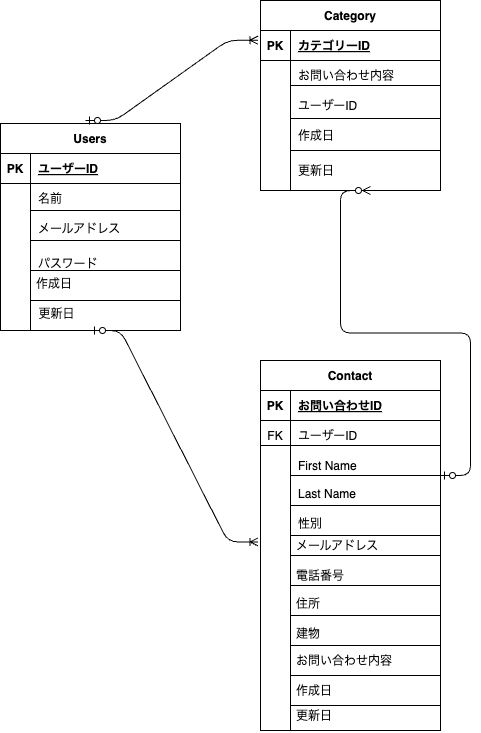 Category
PK カテゴリーID
お問い合わせ内容
ユーザーID
作成日
更新日
Users
PK ユーザーID
名前
メールアドレス
パスワード
作成日
更新日
Contact
PK お問い合わせID
FK ユーザーID
First Name
Last Name
性別
メールアドレス
電話番号
住所
建物
お問い合わせ内容
作成日
更新日